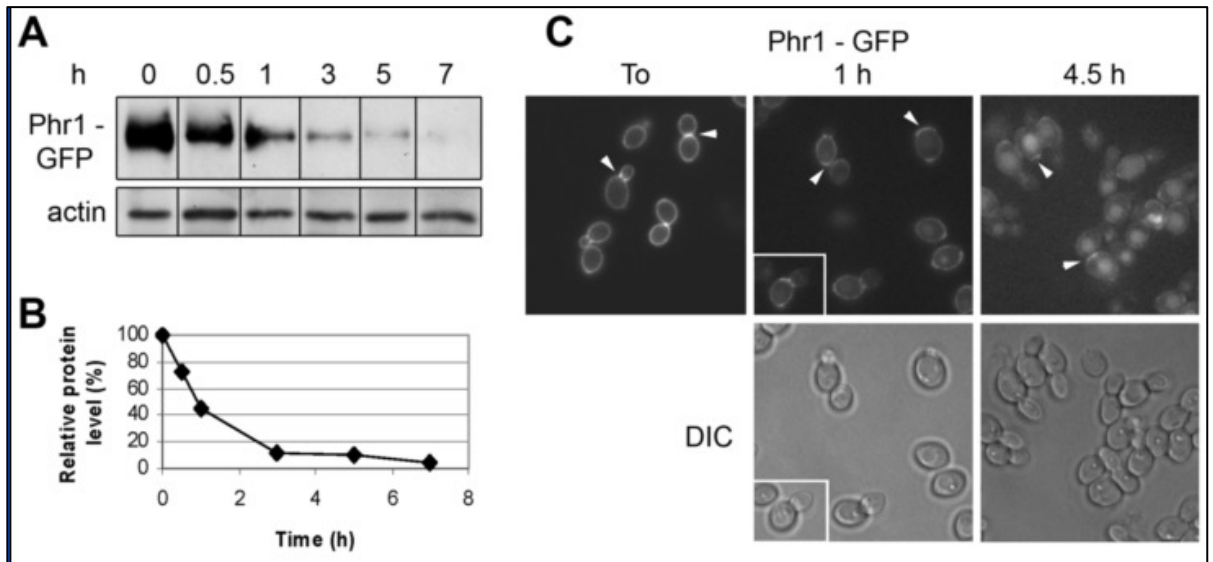 A
h 0 0.5 1 3 5 7
Phr1 -
GFP
actin
B
Relative protein
level (%)
100
80
60
40
20
0
0 2 4 6 8
Time (h)
C
Phr1 - GFP
To 1 h 4.5 h
DIC